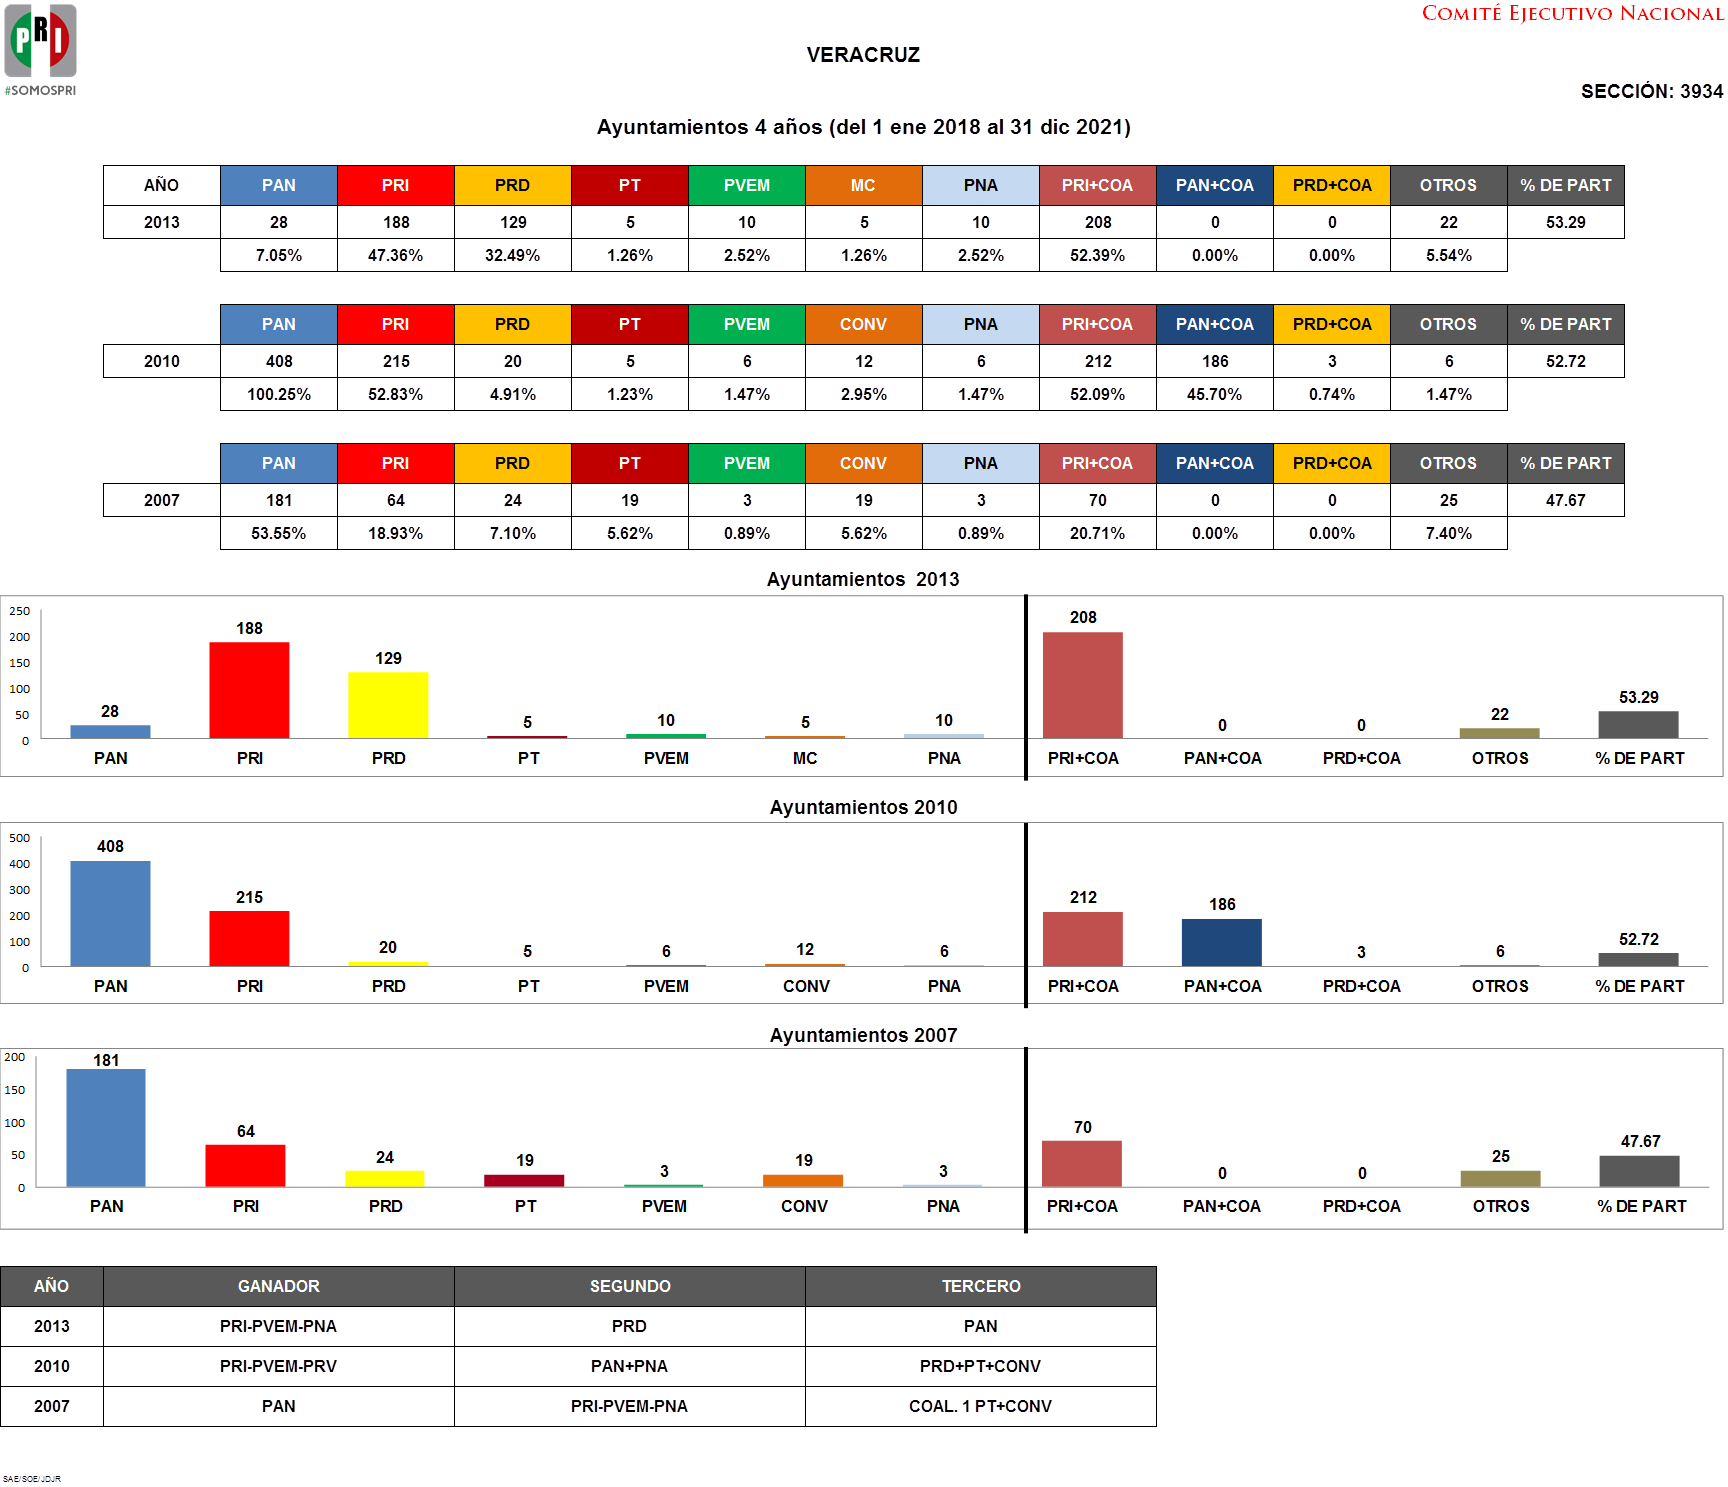 PRI
#SOMOSPRI
COMITÉ EJECUTIVO NACIONAL
VERACRUZ
SECCIÓN: 3934
Ayuntamientos 4 años (del 1 ene 2018 al 31 dic 2021)
AÑO PAN PRI PRD PT PVEM MC PNA PRI+COA PAN+COA PRD+COA OTROS % DE PART
2013 28 188 129 5 10 5 10 208 0 0 22 53.29
7.05% 47.36% 32.49% 1.26% 2.52% 1.26% 2.52% 52.39% 0.00% 0.00% 5.54%
PAN PRI PRD PT PVEM CONV PNA PRI+COA PAN+COA PRD+COA OTROS % DE PART
2010 408 215 20 5 6 12 6 212 186 3 6 52.72
100.25% 52.83% 4.91% 1.23% 1.47% 2.95% 1.47% 52.09% 45.70% 0.74% 1.47%
PAN PRI PRD PT PVEM CONV PNA PRI+COA PAN+COA PRD+COA OTROS % DE PART
2007 181 64 24 19 3 19 3 70 0 0 25 47.67
53.55% 18.93% 7.10% 5.62% 0.89% 5.62% 0.89% 20.71% 0.00% 0.00% 7.40%
Ayuntamientos 2013
250
200
150
100
50
0
28 188 129 5 10 5 10 208 0 0 22 53.29
PAN PRI PRD PT PVEM MC PNA PRI+COA PAN+COA PRD+COA OTROS % DE PART
Ayuntamientos 2010
500
400
300
200
100
0
408 215 20 5 6 12 6 212 186 3 6 52.72
PAN PRI PRD PT PVEM CONV PNA PRI+COA PAN+COA PRD+COA OTROS % DE PART
Ayuntamientos 2007
200
150
100
50
0
181 64 24 19 3 19 3 70 0 0 25 47.67
PAN PRI PRD PT PVEM CONV PNA PRI+COA PAN+COA PRD+COA OTROS % DE PART
AÑO GANADOR SEGUNDO TERCERO
2013 PRI-PVEM-PNA PRD PAN
2010 PRI-PVEM-PRV PAN+PNA PRD+PT+CONV
2007 PAN PRI-PVEM-PNA COAL. 1 PT+CONV
SAE/SOE/JDJR